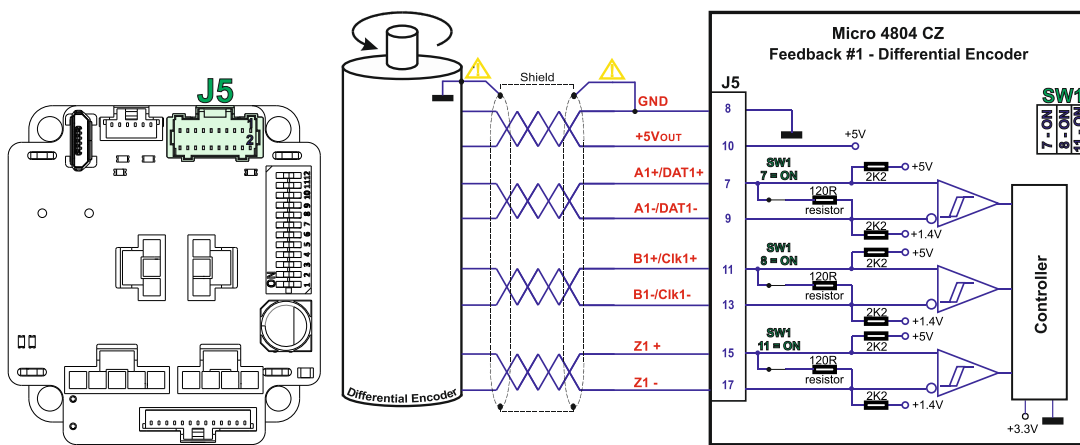 J5
1
2
12
11
10
9
8
7
6
5
4
3
2
1
ON
Differential Encoder
Shield
GND
+5VOUT
A1+/DAT1+
A1-/DAT1-
B1+/Clk1+
B1-/Clk1-
Z1 +
Z1 -
Micro 4804 CZ
Feedback #1 - Differential Encoder
J5
8
10
7
9
11
13
15
17
+5V
SW1
7 = ON
120R
resistor
2K2
+5V
2K2
+1.4V
SW1
8 = ON
120R
resistor
2K2
+5V
2K2
+1.4V
SW1
11 = ON
120R
resistor
2K2
+5V
2K2
+1.4V
Controller
+3.3V
SW1
7 - ON
8 - ON
11 - ON